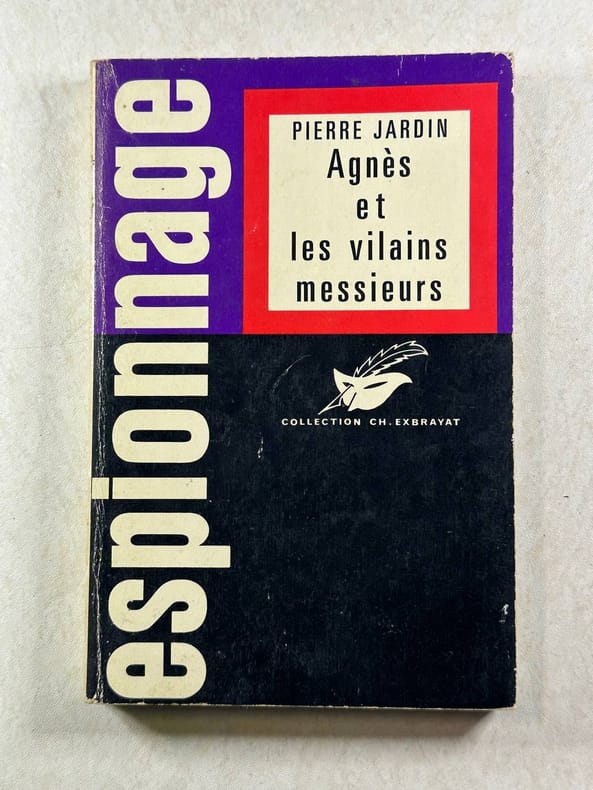 espionnage
PIERRE JARDIN
Agnès
et
les vilains
messieurs
COLLECTION CH. EXBRAYAT